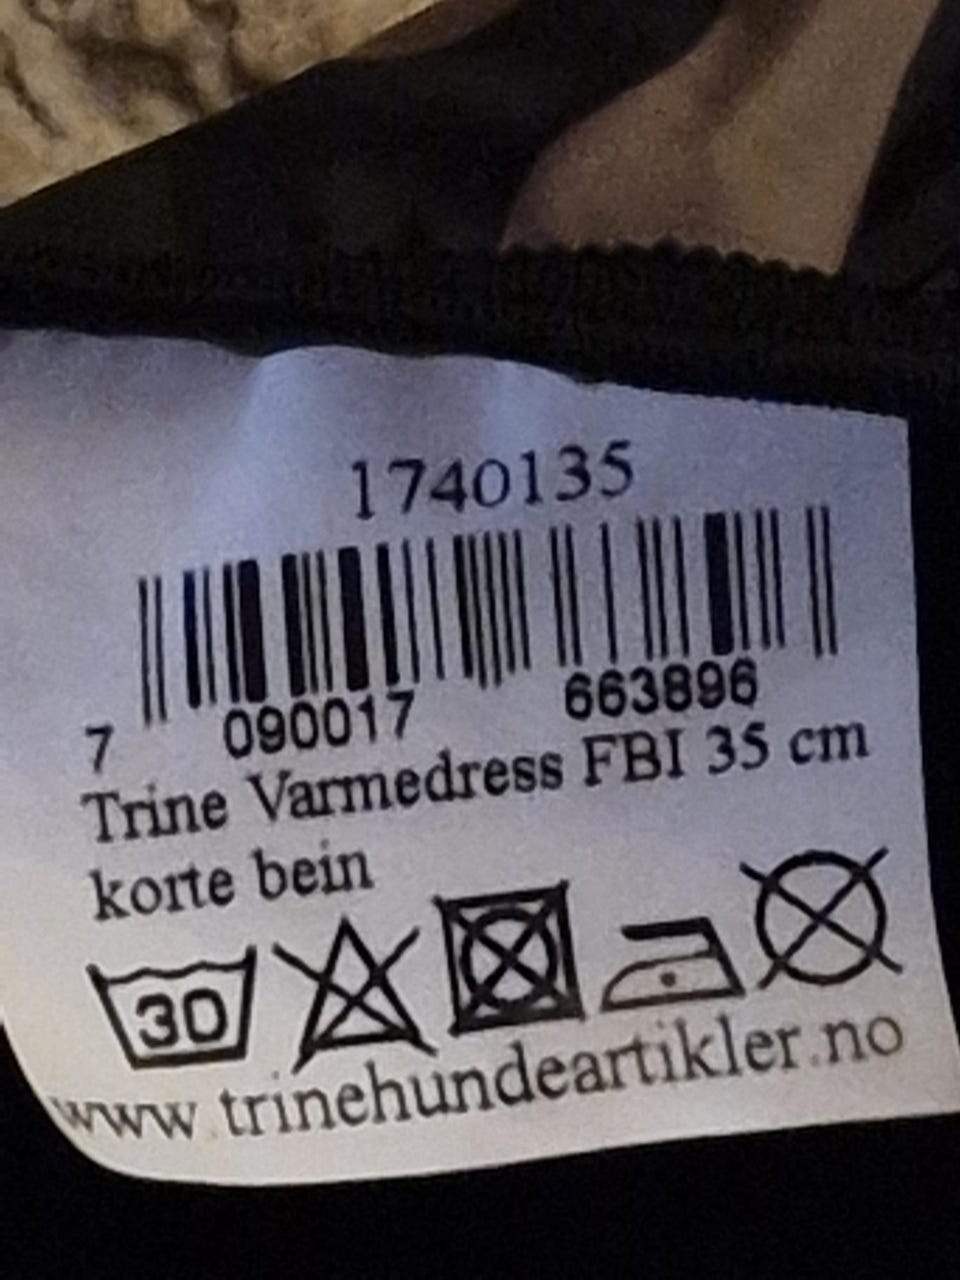 1740135
7 090017 663896
Trine Varmedress FBI 35 cm
korte bein
30
www.trinehundeartikler.no